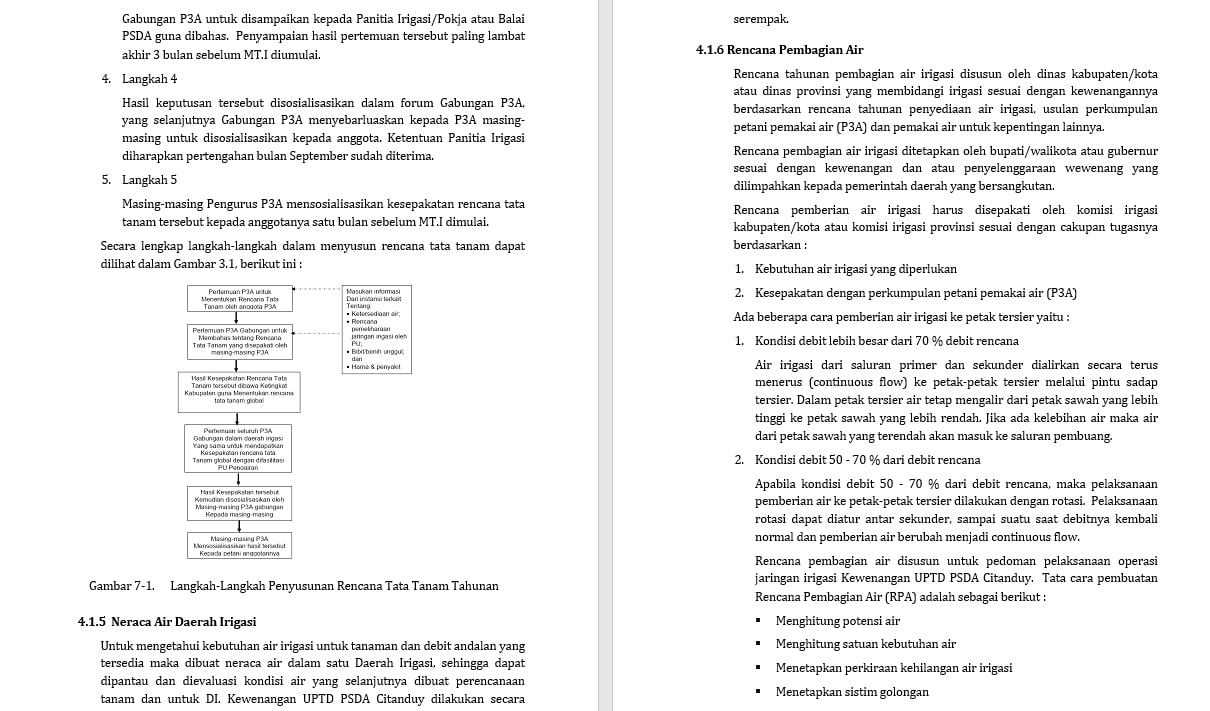 Gabungan P3A untuk disampaikan kepada Panitia Irigasi/Pokja atau Balai
PSDA guna dibahas. Penyampaian hasil pertemuan tersebut paling lambat
akhir 3 bulan sebelum MT.I diumulai.
4. Langkah 4
Hasil keputusan tersebut disosialisasikan dalam forum Gabungan P3A,
yang selanjutnya Gabungan P3A menyebarluaskan kepada P3A masing-
masing untuk disosialisasikan kepada anggota. Ketentuan Panitia Irigasi
diharapkan pertengahan bulan September sudah diterima.
5. Langkah 5
Masing-masing Pengurus P3A mensosialisasikan kesepakatan rencana tata
tanam tersebut kepada anggotanya satu bulan sebelum MT.I dimulai.
Secara lengkap langkah-langkah dalam menyusun rencana tata tanam dapat
dilihat dalam Gambar 3.1, berikut ini :
Pertemuan P3A untuk
Menentukan Rencana Tata
Tanam oleh anggota P3A
Masukan informasi
Dari instansi terkait
Tentang:
• Ketersediaan air;
• Rencana
pemeliharaan
jaringan irigasi oleh
PU;
• Bibit/benih unggul;
dan
• Hama & penyakit
Pertemuan P3A Gabungan untuk
Membahas tentang Rencana
Tata Tanam yang disepakati oleh
masing-masing P3A
Hasil Kesepakatan Rencana Tata
Tanam tersebut dibawa Ketingkat
Kabupaten guna Menentukan rencana
tata tanam global
Pertemuan seluruh P3A
Gabungan dalam daerah irigasi
Yang sama untuk mendapatkan
Kesepakatan rencana tata
Tanam global dengan difasilitasi
PU Pengairan
Hasil Kesepakatan tersebut
Kemudian disosialisasikan oleh
Masing-masing P3A gabungan
Kepada masing-masing
Masing-masing P3A
Mensosialisasikan hasil tersebut
Kepada petani anggotannya
Gambar 7-1. Langkah-Langkah Penyusunan Rencana Tata Tanam Tahunan
4.1.5 Neraca Air Daerah Irigasi
Untuk mengetahui kebutuhan air irigasi untuk tanaman dan debit andalan yang
tersedia maka dibuat neraca air dalam satu Daerah Irigasi, sehingga dapat
dipantau dan dievaluasi kondisi air yang selanjutnya dibuat perencanaan
tanam dan untuk DI. Kewenangan UPTD PSDA Citanduy dilakukan secara
serempak.
4.1.6 Rencana Pembagian Air
Rencana tahunan pembagian air irigasi disusun oleh dinas kabupaten/kota
atau dinas provinsi yang membidangi irigasi sesuai dengan kewenangannya
berdasarkan rencana tahunan penyediaan air irigasi, usulan perkumpulan
petani pemakai air (P3A) dan pemakai air untuk kepentingan lainnya.
Rencana pembagian air irigasi ditetapkan oleh bupati/walikota atau gubernur
sesuai dengan kewenangan dan atau penyelenggaraan wewenang yang
dilimpahkan kepada pemerintah daerah yang bersangkutan.
Rencana pemberian air irigasi harus disepakati oleh komisi irigasi
kabupaten/kota atau komisi irigasi provinsi sesuai dengan cakupan tugasnya
berdasarkan :
1. Kebutuhan air irigasi yang diperlukan
2. Kesepakatan dengan perkumpulan petani pemakai air (P3A)
Ada beberapa cara pemberian air irigasi ke petak tersier yaitu :
1. Kondisi debit lebih besar dari 70 % debit rencana
Air irigasi dari saluran primer dan sekunder dialirkan secara terus
menerus (continuous flow) ke petak-petak tersier melalui pintu sadap
tersier. Dalam petak tersier air tetap mengalir dari petak sawah yang lebih
tinggi ke petak sawah yang lebih rendah. Jika ada kelebihan air maka air
dari petak sawah yang terendah akan masuk ke saluran pembuang.
2. Kondisi debit 50 - 70 % dari debit rencana
Apabila kondisi debit 50 - 70 % dari debit rencana, maka pelaksanaan
pemberian air ke petak-petak tersier dilakukan dengan rotasi. Pelaksanaan
rotasi dapat diatur antar sekunder, sampai suatu saat debitnya kembali
normal dan pemberian air berubah menjadi continuous flow.
Rencana pembagian air disusun untuk pedoman pelaksanaan operasi
jaringan irigasi Kewenangan UPTD PSDA Citanduy. Tata cara pembuatan
Rencana Pembagian Air (RPA) adalah sebagai berikut :
▪ Menghitung potensi air
▪ Menghitung satuan kebutuhan air
▪ Menetapkan perkiraan kehilangan air irigasi
▪ Menetapkan sistim golongan